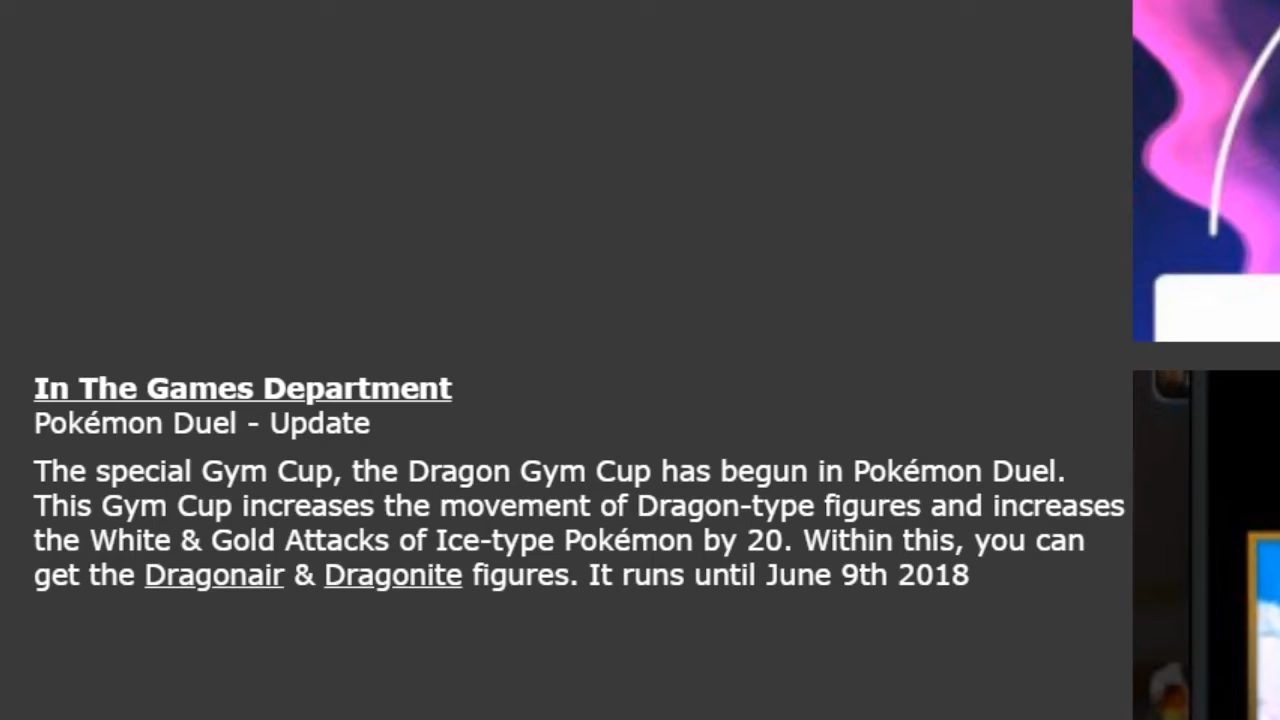 In The Games Department
Pokémon Duel - Update
The special Gym Cup, the Dragon Gym Cup has begun in Pokémon Duel.
This Gym Cup increases the movement of Dragon-type figures and increases
the White & Gold Attacks of Ice-type Pokémon by 20. Within this, you can
get the Dragonair & Dragonite figures. It runs until June 9th 2018